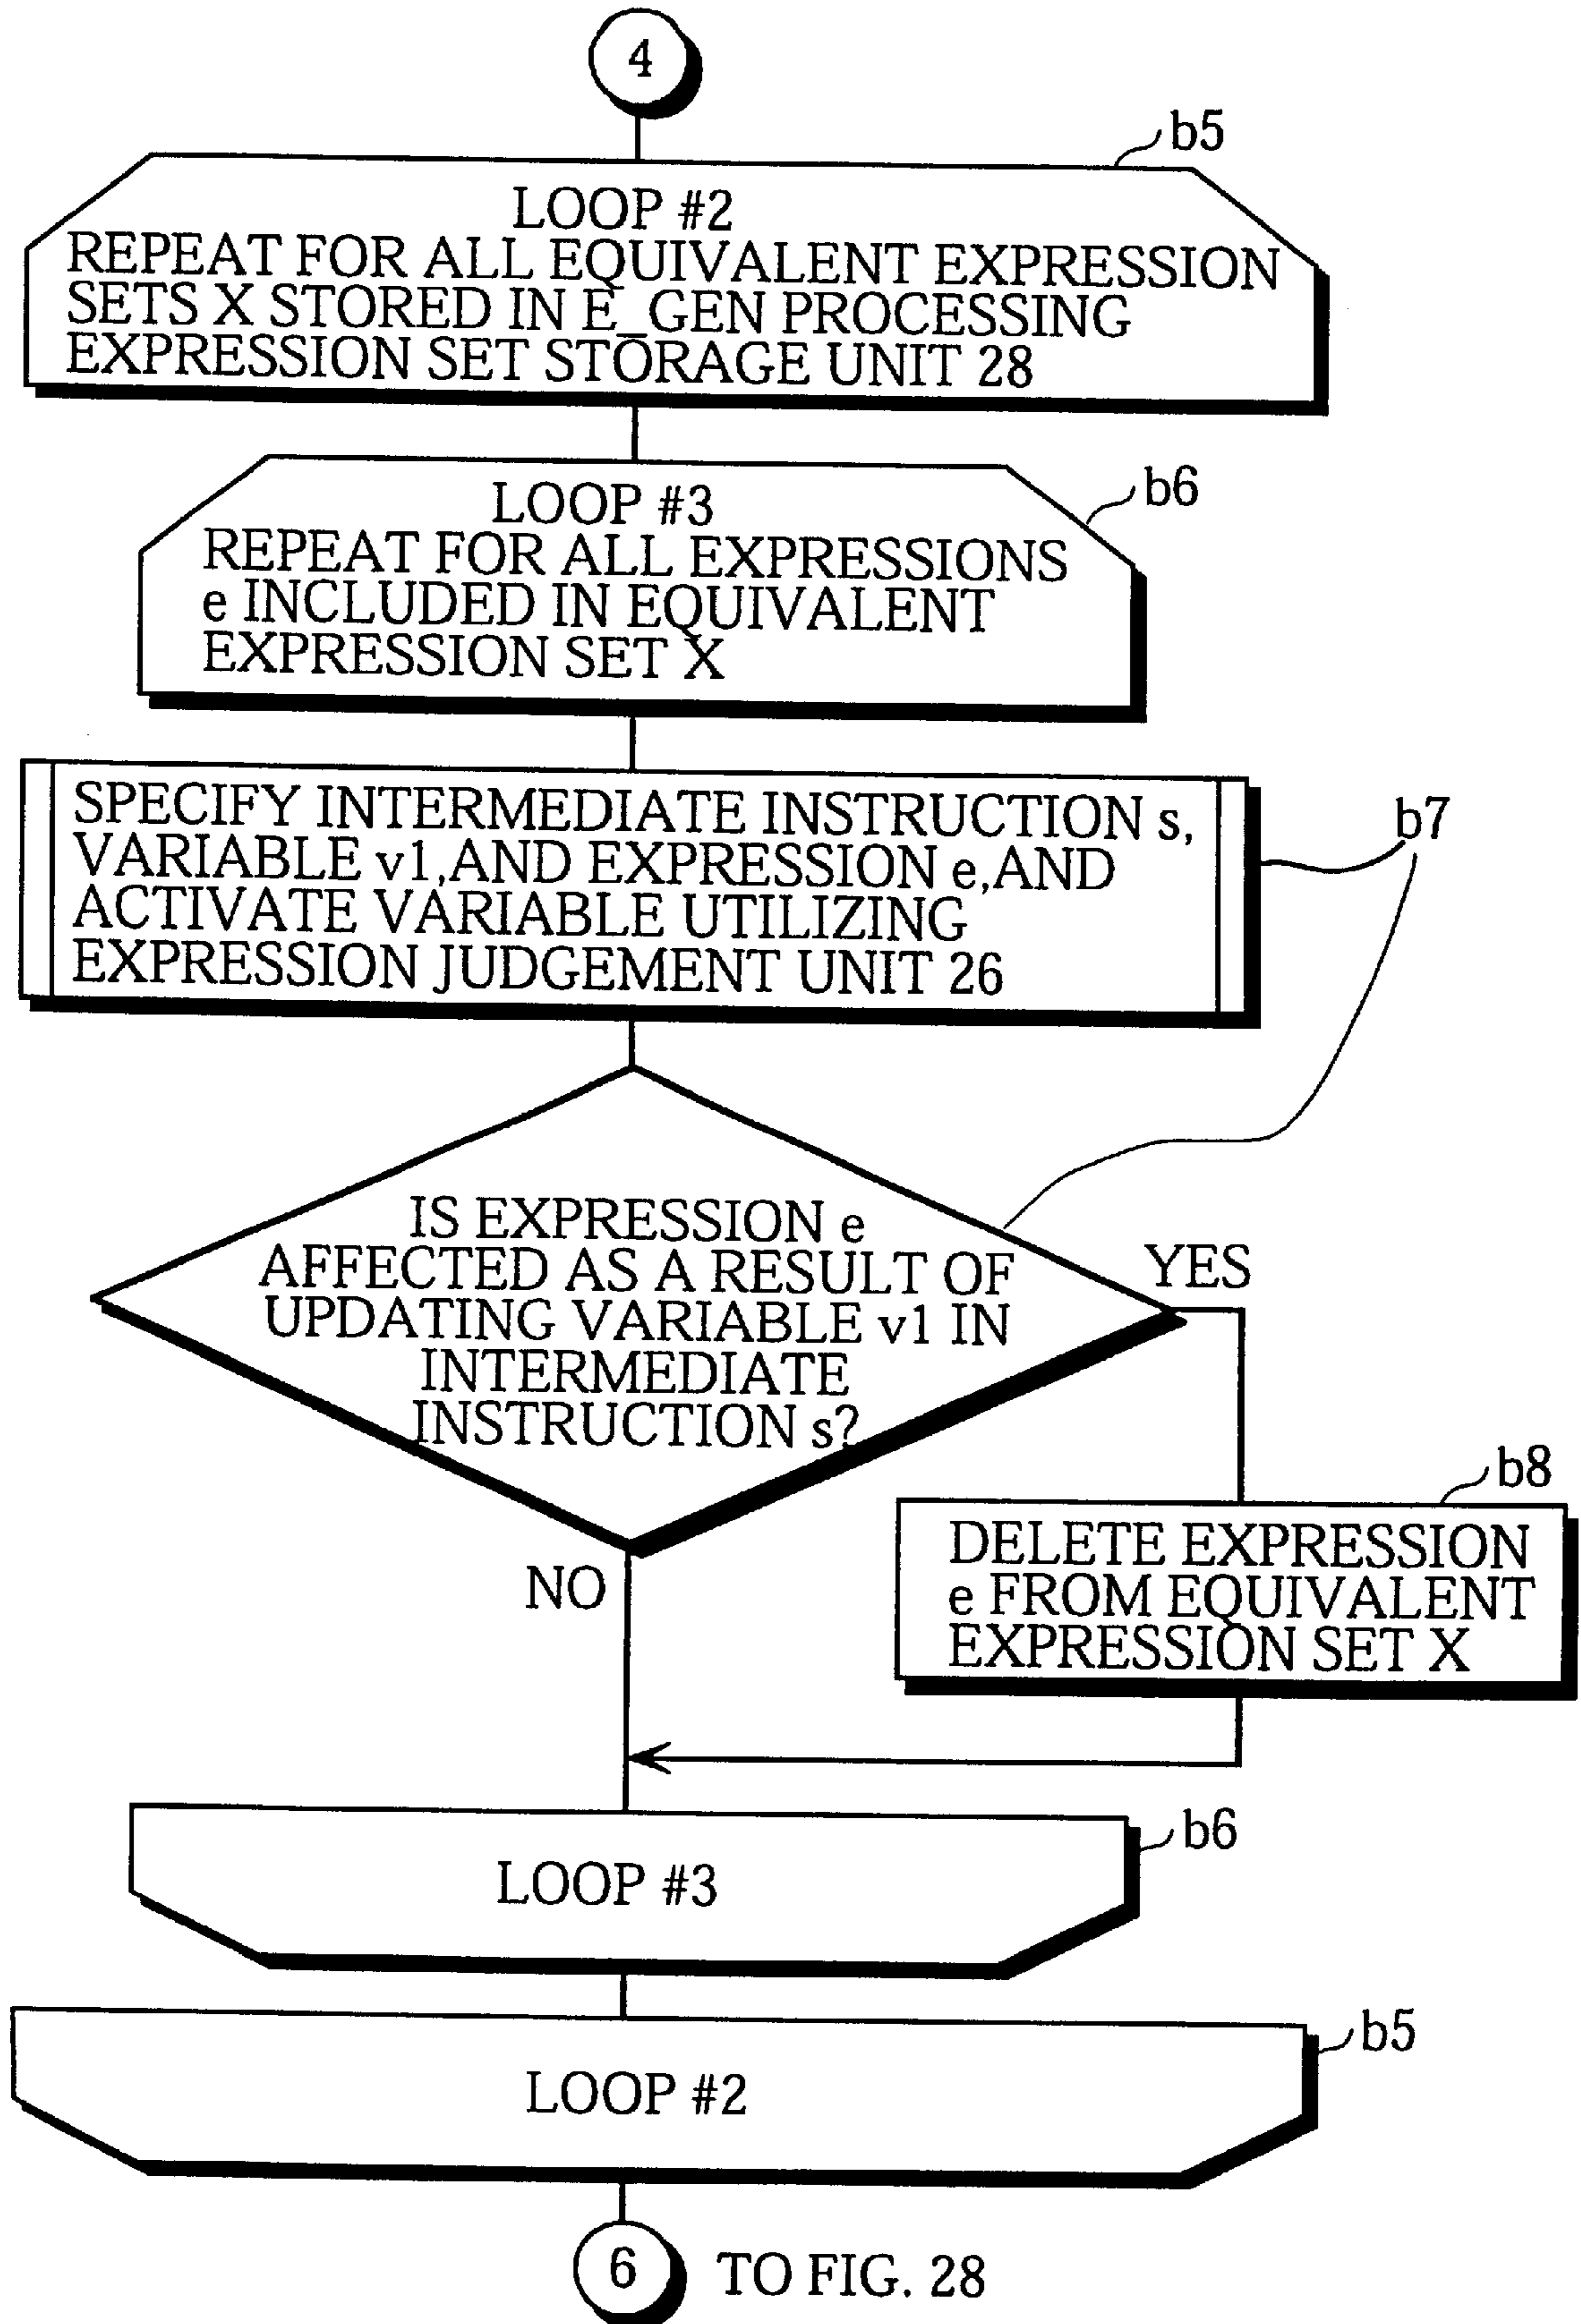 4
b5
LOOP #2
REPEAT FOR ALL EQUIVALENT EXPRESSION
SETS X STORED IN E_GEN PROCESSING
EXPRESSION SET STORAGE UNIT 28
b6
LOOP #3
REPEAT FOR ALL EXPRESSIONS
e INCLUDED IN EQUIVALENT
EXPRESSION SET X
b7
SPECIFY INTERMEDIATE INSTRUCTION s,
VARIABLE v1,AND EXPRESSION e,AND
ACTIVATE VARIABLE UTILIZING
EXPRESSION JUDGEMENT UNIT 26
IS EXPRESSION e
AFFECTED AS A RESULT OF
UPDATING VARIABLE v1 IN
INTERMEDIATE
INSTRUCTION s?
YES
NO
b8
DELETE EXPRESSION
e FROM EQUIVALENT
EXPRESSION SET X
b6
LOOP #3
b5
LOOP #2
6 TO FIG. 28